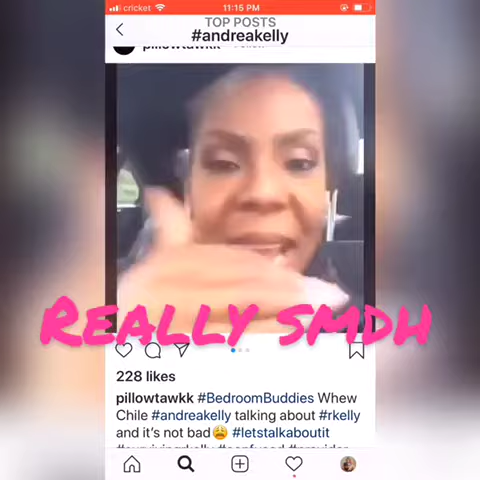 cricket 11:15 PM
TOP POSTS
#andreakelly
pillowtawkk
REALLY SMDH
228 likes
pillowtawkk #BedroomBuddies Whew
Chile #andreakelly talking about #rkelly
and it's not bad😩 #letstalkaboutit